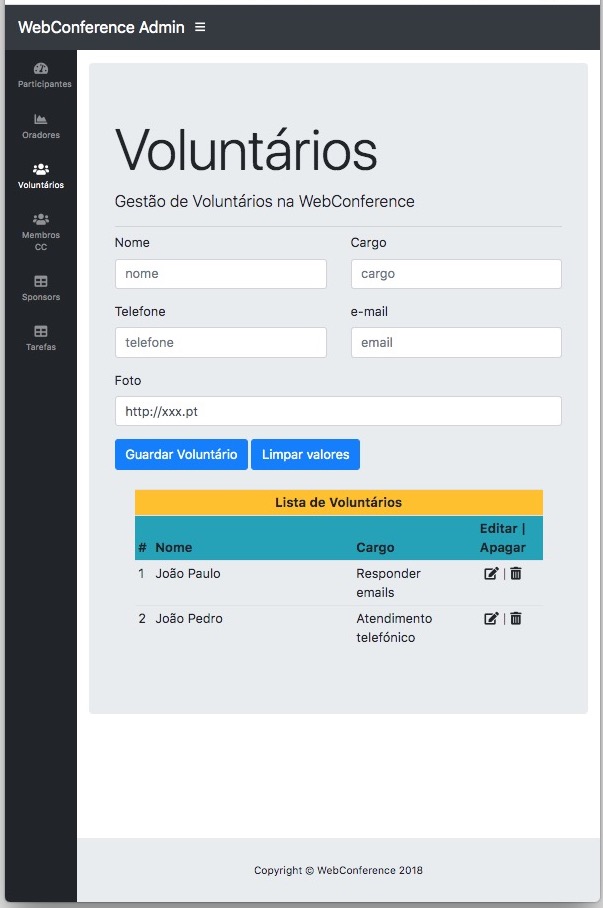 WebConference Admin
Participantes
Oradores
Voluntários
Membros
CC
Sponsors
Tarefas
Voluntários
Gestão de Voluntários na WebConference
Nome Cargo
nome cargo
Telefone e-mail
telefone email
Foto
http://xxx.pt
Guardar Voluntário Limpar valores
Lista de Voluntários
# Nome Cargo Editar |
Apagar
1 João Paulo Responder |
emails
2 João Pedro Atendimento |
telefónico
Copyright © WebConference 2018